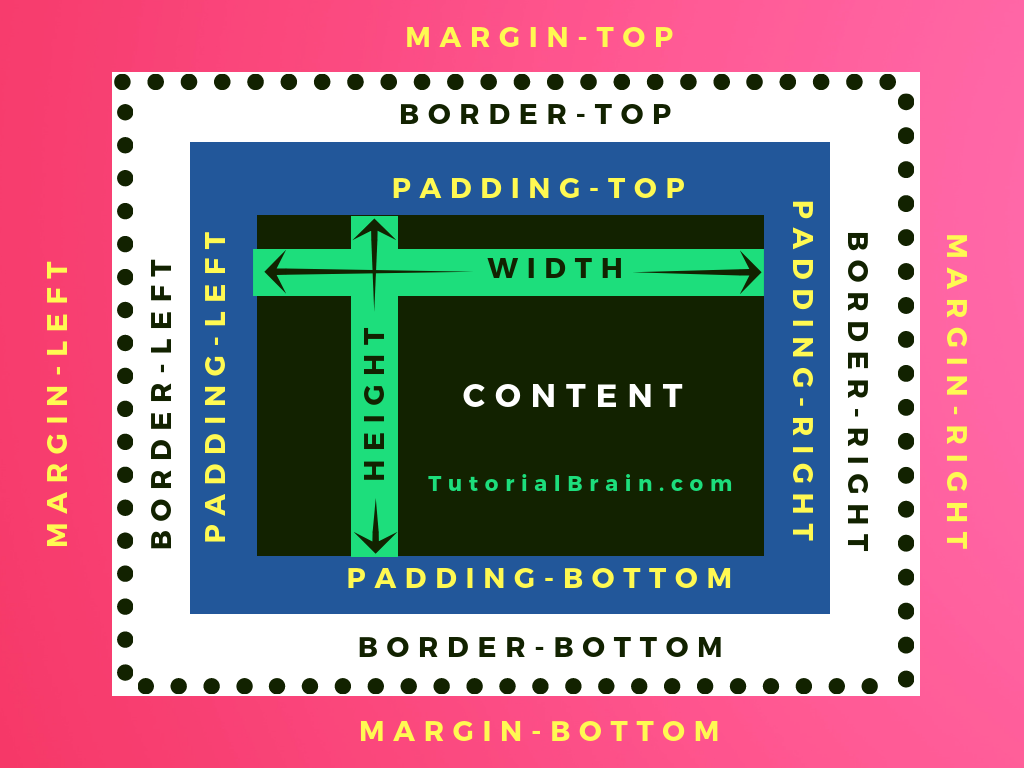 MARGIN-TOP
BORDER-TOP
PADDING-TOP
MARGIN-LEFT
BORDER-LEFT
PADDING-LEFT
WIDTH
HEIGHT
CONTENT
TutorialBrain.com
PADDING-RIGHT
BORDER-RIGHT
MARGIN-RIGHT
PADDING-BOTTOM
BORDER-BOTTOM
MARGIN-BOTTOM